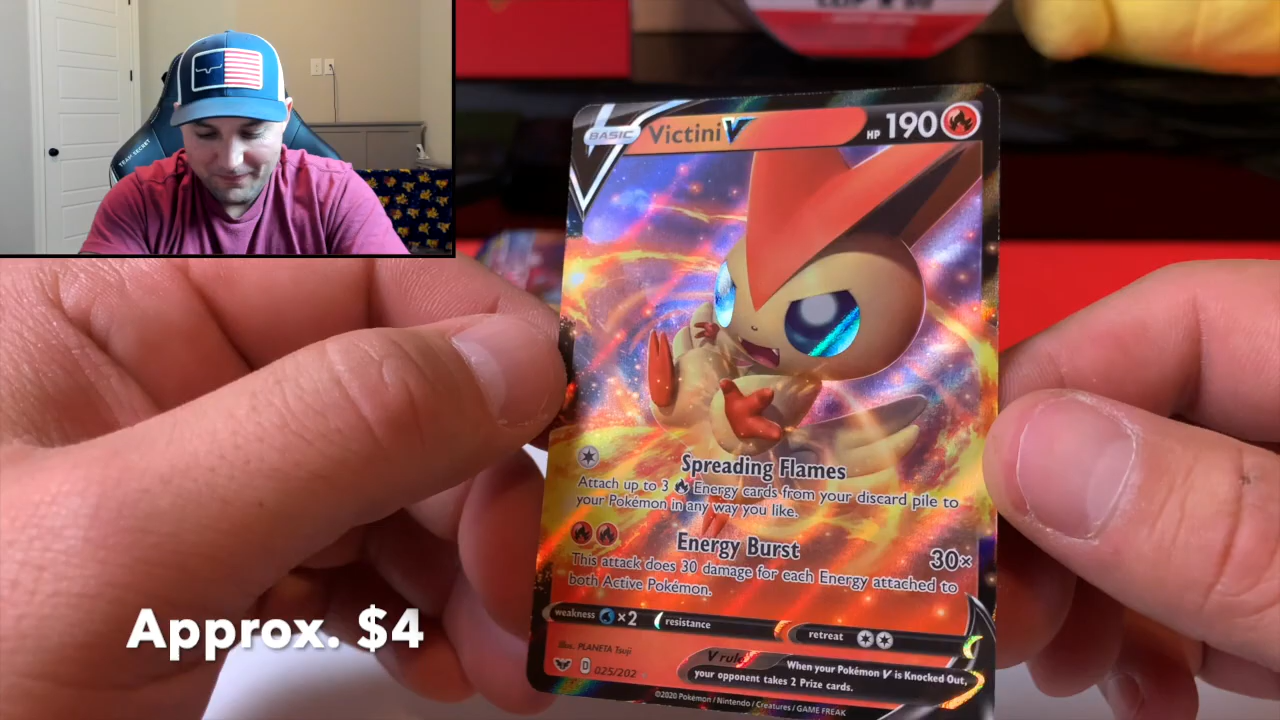 TEAM SECRET
BASIC
Victini V
HP 190
Spreading Flames
Attach up to 3 Energy cards from your discard pile to
your Pokémon in any way you like.
Energy Burst
30×
This attack does 30 damage for each Energy attached to
both Active Pokémon.
weakness ×2
resistance
retreat
Illus. PLANETA Tsuji
D 025/202
V rule
When your Pokémon V is Knocked Out,
your opponent takes 2 Prize cards.
©2020 Pokémon / Nintendo / Creatures / GAME FREAK
Approx. $4